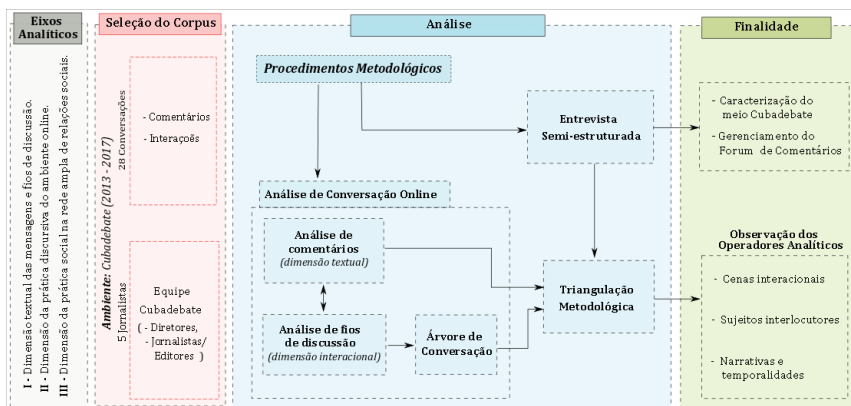 Eixos
Analíticos
I - Dimensão textual das mensagens e fios de discussão.
II - Dimensão da prática discursiva do ambiente online.
III - Dimensão da prática social na rede ampla de relações sociais.
Seleção do Corpus
Ambiente: Cubadebate (2013 - 2017)
28 Conversações
- Comentários
- Interaçoēs
5 Jornalistas
Equipe
Cubadebate
( - Diretores,
- Jornalistas/
Editores )
Análise
Procedimentos Metodológicos
Entrevista
Semi-estruturada
Análise de Conversação Online
Análise de
comentários
(dimensão textual)
Análise de fios
de discussão
(dimensão interacional)
Árvore de
Conversação
Triangulação
Metodológica
Finalidade
- Caracterização do
meio Cubadebate
- Gerenciamento do
Forum de Comentários
Observação dos
Operadores Analíticos
- Cenas interacionais
- Sujeitos interlocutores
- Narrativas e
temporalidades